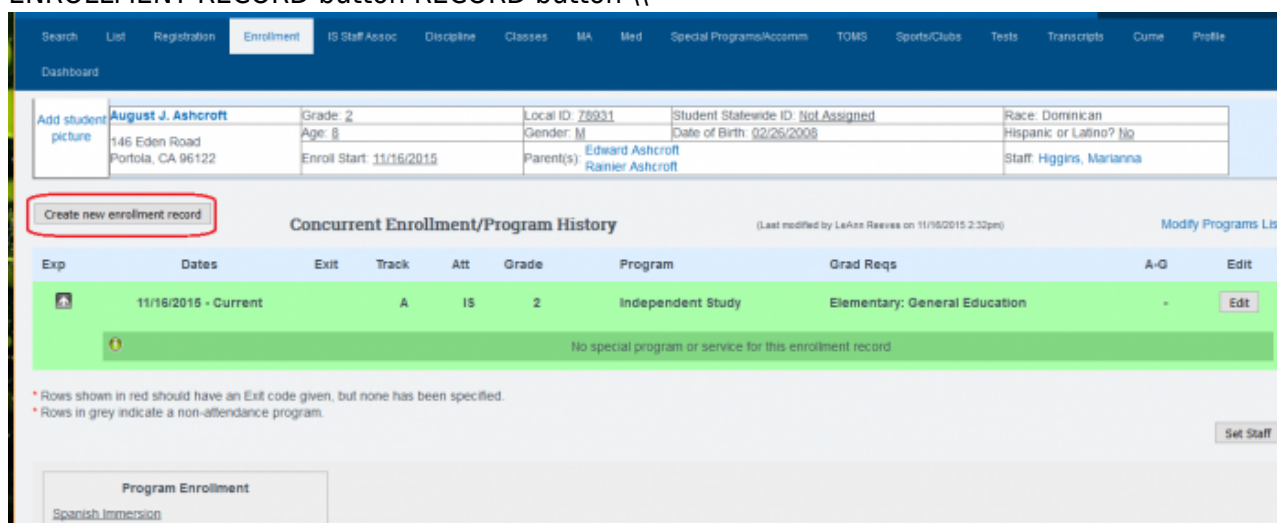 ENROLLMENT RECORD button RECORD button \\
Search List Registration Enrollment IS Staff Assoc Discipline Classes MA Med Special Programs/Accomm TOMS Sports/Clubs Tests Transcripts Cume Profile
Dashboard
Add student picture
August J. Ashcroft
146 Eden Road
Portola, CA 96122
Grade: 2
Age: 8
Enroll Start: 11/16/2015
Local ID: 78931
Gender: M
Parent(s): Edward Ashcroft
Rainier Ashcroft
Student Statewide ID: Not Assigned
Date of Birth: 02/26/2008
Race: Dominican
Hispanic or Latino? No
Staff: Higgins, Marianna
Create new enrollment record
Concurrent Enrollment/Program History
(Last modified by LeAnn Reeves on 11/16/2015 2:32pm)
Modify Programs Lis
Exp Dates Exit Track Att Grade Program Grad Reqs A-G Edit
11/16/2015 - Current A IS 2 Independent Study Elementary: General Education - Edit
No special program or service for this enrollment record
* Rows shown in red should have an Exit code given, but none has been specified.
* Rows in grey indicate a non-attendance program.
Set Staff
Program Enrollment
Spanish Immersion